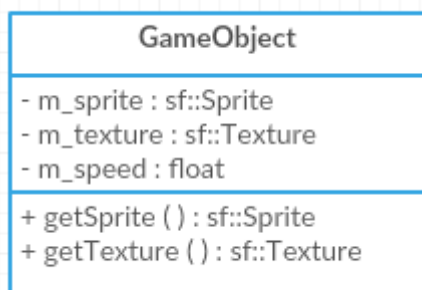 GameObject
- m_sprite : sf::Sprite
- m_texture : sf::Texture
- m_speed : float
+ getSprite ( ) : sf::Sprite
+ getTexture ( ) : sf::Texture